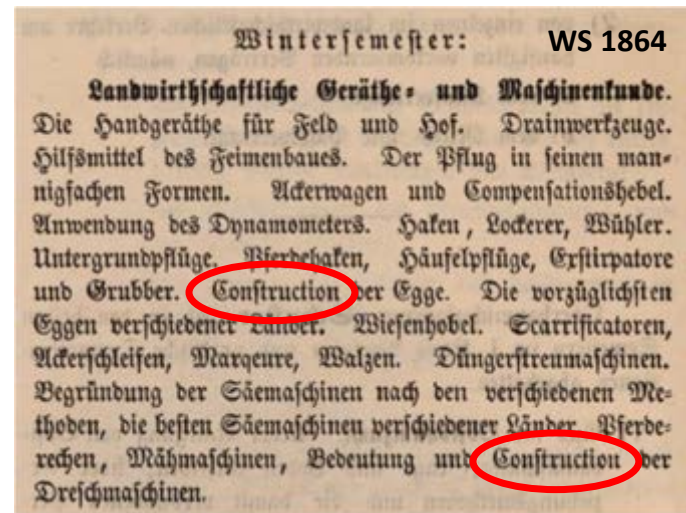 Wintersemester: WS 1864
Landwirthschaftliche Geräthe- und Maschinenkunde.
Die Handgeräthe für Feld und Hof. Drainwerkzeuge.
Hilfsmittel des Feimenbaues. Der Pflug in seinen man-
nigfachen Formen. Ackerwagen und Compensationshebel.
Anwendung des Dynamometers. Haken, Lockerer, Wühler.
Untergrundpflüge. Pferdehaken, Häufelpflüge, Exstirpatore
und Grubber. Construction der Egge. Die vorzüglichsten
Eggen verschiedener Länder. Wiesenhobel. Scarrificatoren,
Ackerschleifen, Marqeure, Walzen. Düngerstreumaschinen.
Begründung der Säemaschinen nach den verschiedenen Me-
thoden, die besten Säemaschinen verschiedener Länder. Pferde-
rechen, Mähmaschinen, Bedeutung und Construction der
Dreschmaschinen.